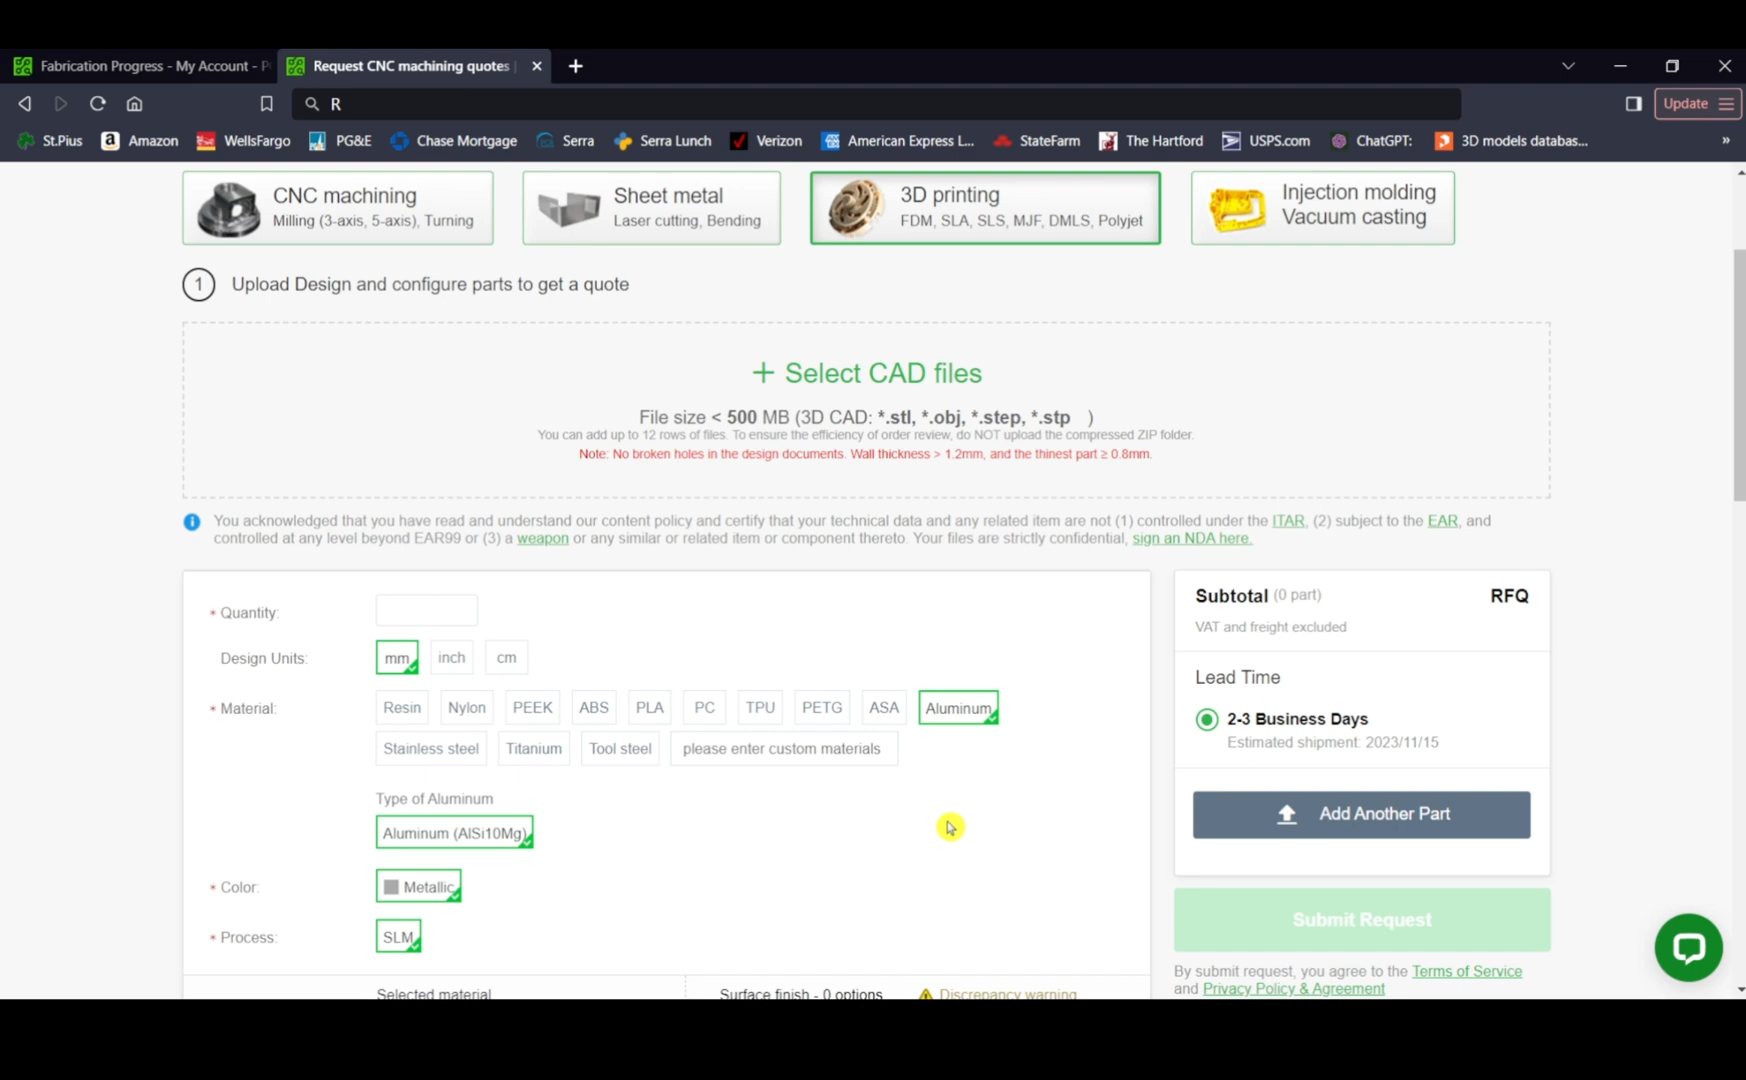 Fabrication Progress - My Account - P
Request CNC machining quotes |
R
Update
St.Pius Amazon WellsFargo PG&E Chase Mortgage Serra Serra Lunch Verizon American Express L... StateFarm The Hartford USPS.com ChatGPT: 3D models databas... »
CNC machining
Milling (3-axis, 5-axis), Turning
Sheet metal
Laser cutting, Bending
3D printing
FDM, SLA, SLS, MJF, DMLS, Polyjet
Injection molding
Vacuum casting
1 Upload Design and configure parts to get a quote
+ Select CAD files
File size < 500 MB (3D CAD: *.stl, *.obj, *.step, *.stp )
You can add up to 12 rows of files. To ensure the efficiency of order review, do NOT upload the compressed ZIP folder.
Note: No broken holes in the design documents. Wall thickness > 1.2mm, and the thinest part ≥ 0.8mm.
You acknowledged that you have read and understand our content policy and certify that your technical data and any related item are not (1) controlled under the ITAR, (2) subject to the EAR, and
controlled at any level beyond EAR99 or (3) a weapon or any similar or related item or component thereto. Your files are strictly confidential, sign an NDA here.
* Quantity:
Design Units: mm inch cm
* Material: Resin Nylon PEEK ABS PLA PC TPU PETG ASA Aluminum
Stainless steel Titanium Tool steel please enter custom materials
Type of Aluminum
Aluminum (AlSi10Mg)
* Color: Metallic
* Process: SLM
Selected material Surface finish - 0 options Discrepancy warning
Subtotal (0 part) RFQ
VAT and freight excluded
Lead Time
2-3 Business Days
Estimated shipment: 2023/11/15
Add Another Part
Submit Request
By submit request, you agree to the Terms of Service
and Privacy Policy & Agreement